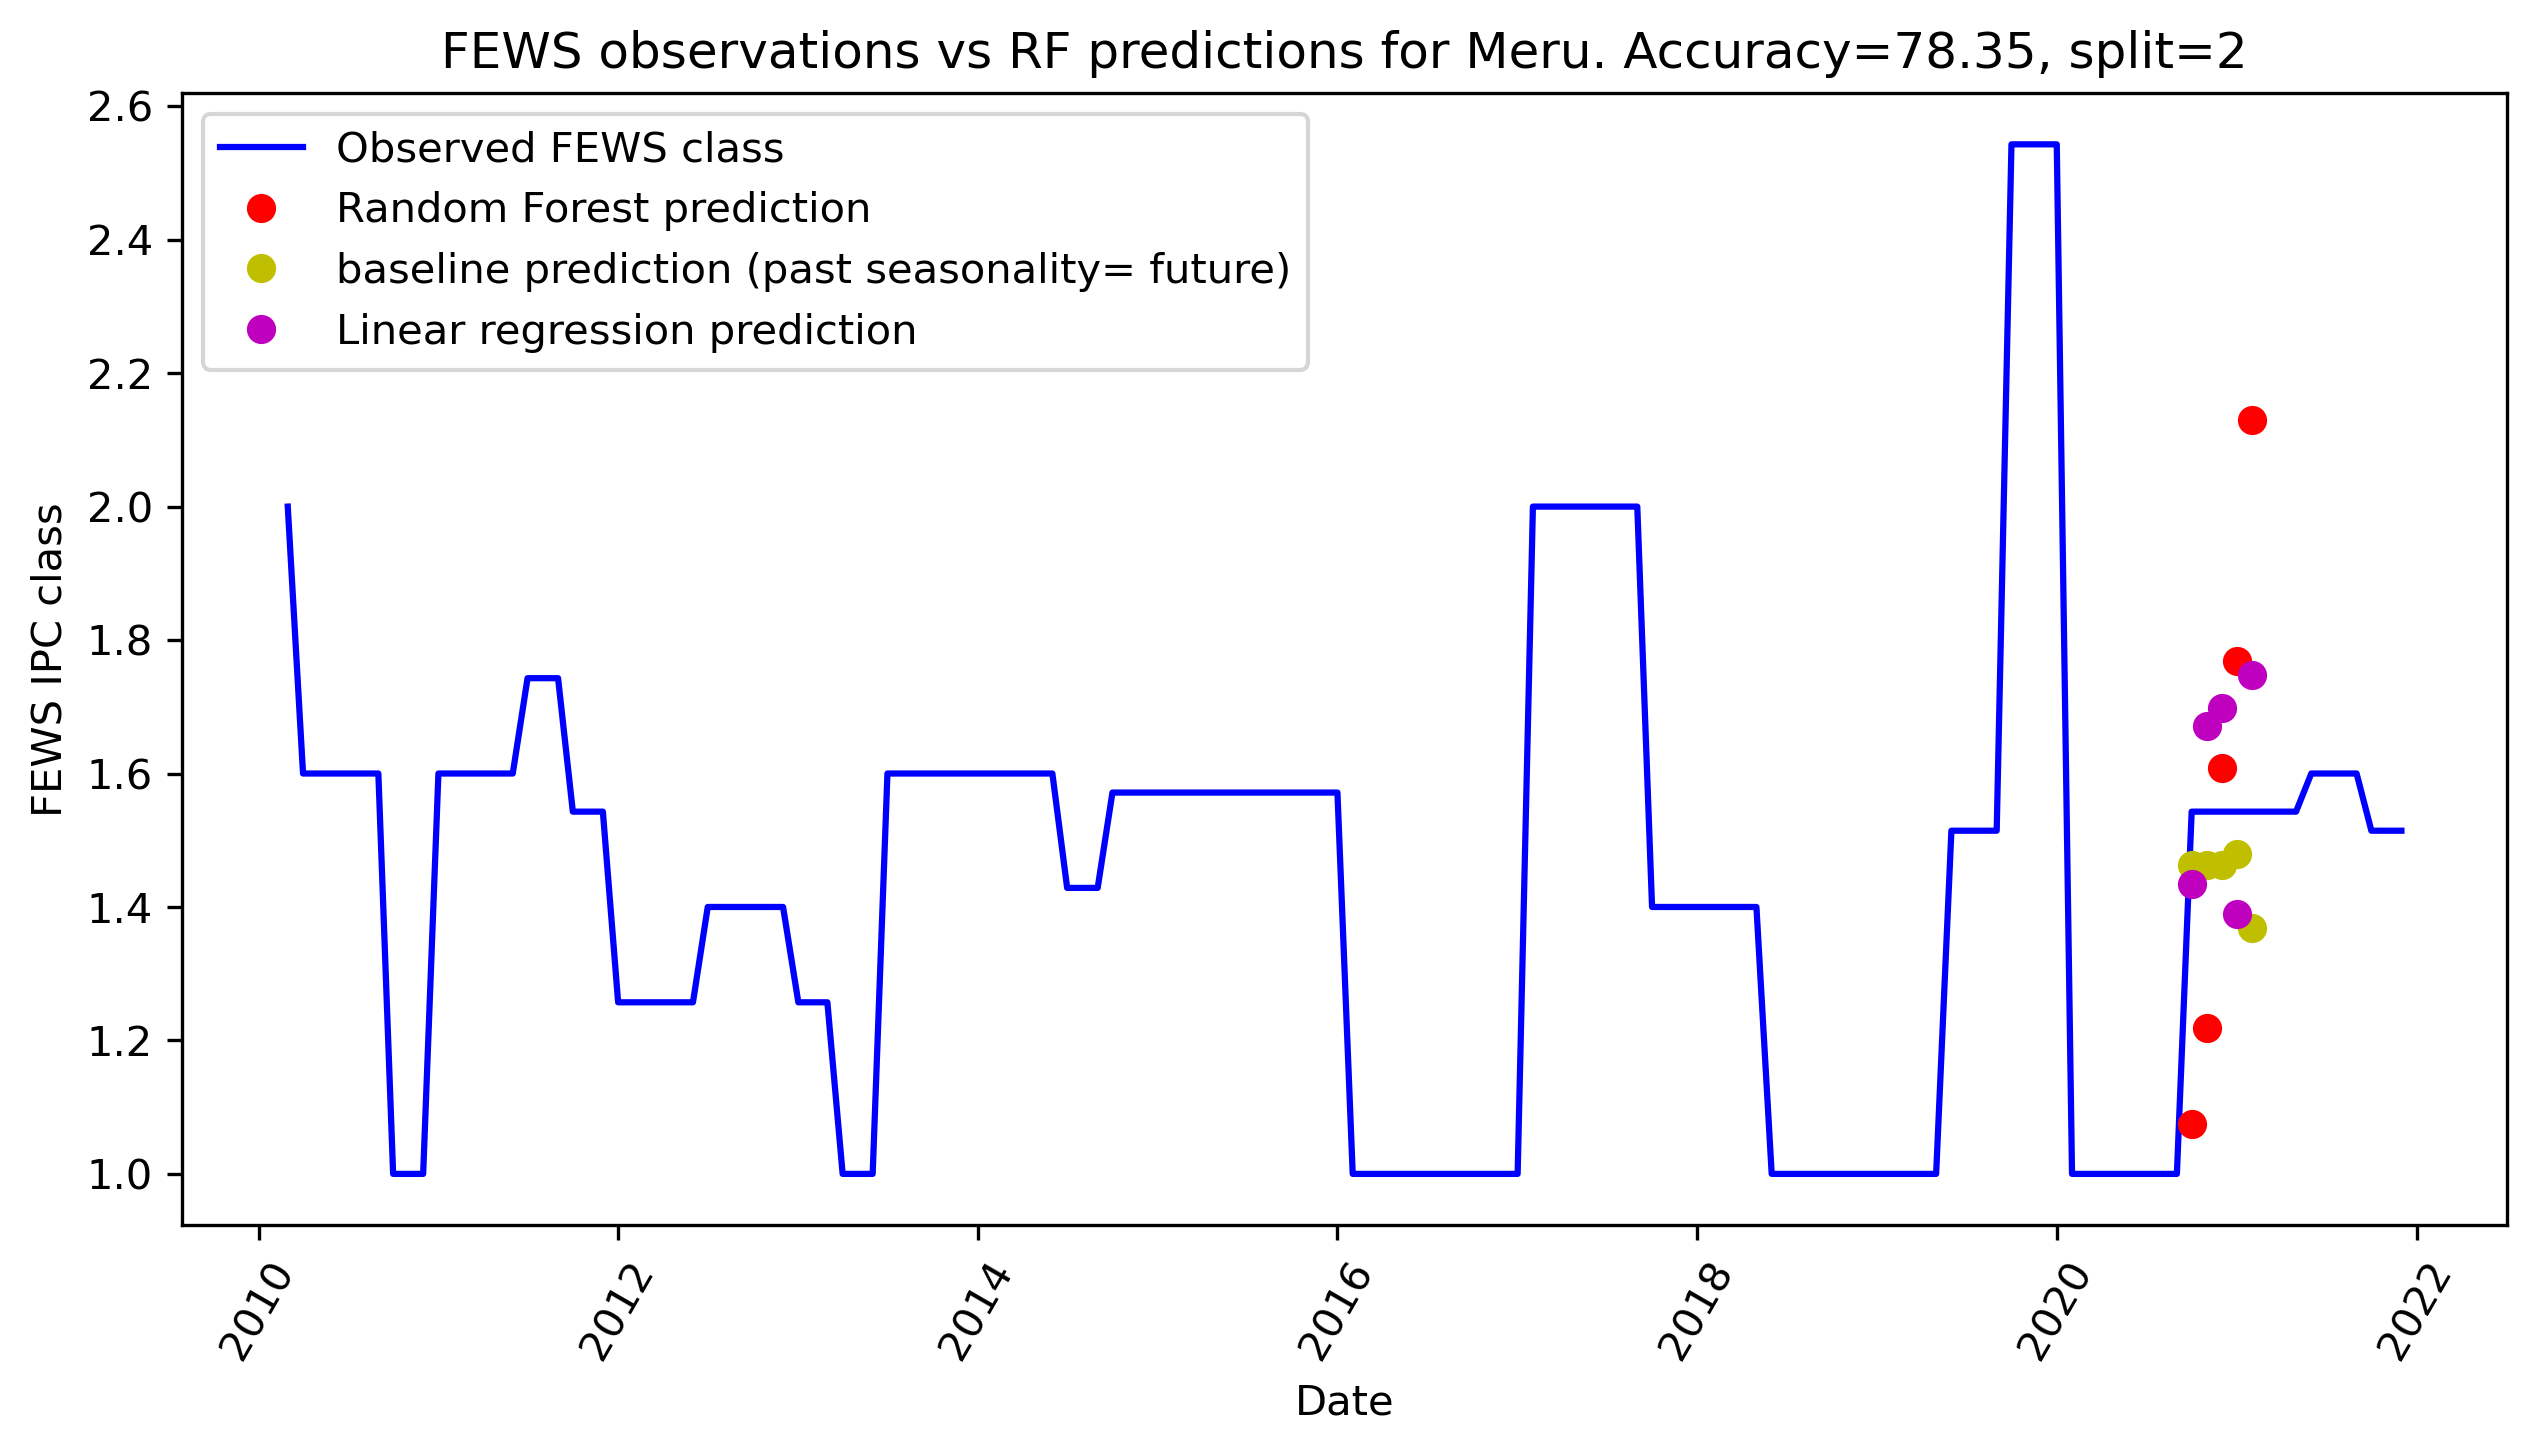 FEWS observations vs RF predictions for Meru. Accuracy=78.35, split=2
Observed FEWS class
Random Forest prediction
baseline prediction (past seasonality= future)
Linear regression prediction
FEWS IPC class
2.6
2.4
2.2
2.0
1.8
1.6
1.4
1.2
1.0
2010
2012
2014
2016
2018
2020
2022
Date